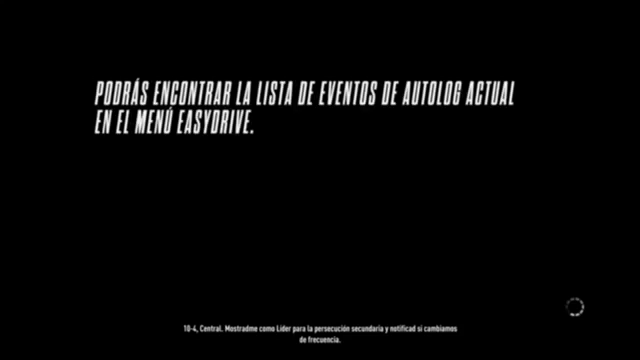 PODRÁS ENCONTRAR LA LISTA DE EVENTOS DE AUTOLOG ACTUAL
EN EL MENÚ EASYDRIVE.
10-4, Central. Mostradme como Líder para la persecución secundaria y notificad si cambiamos
de frecuencia.